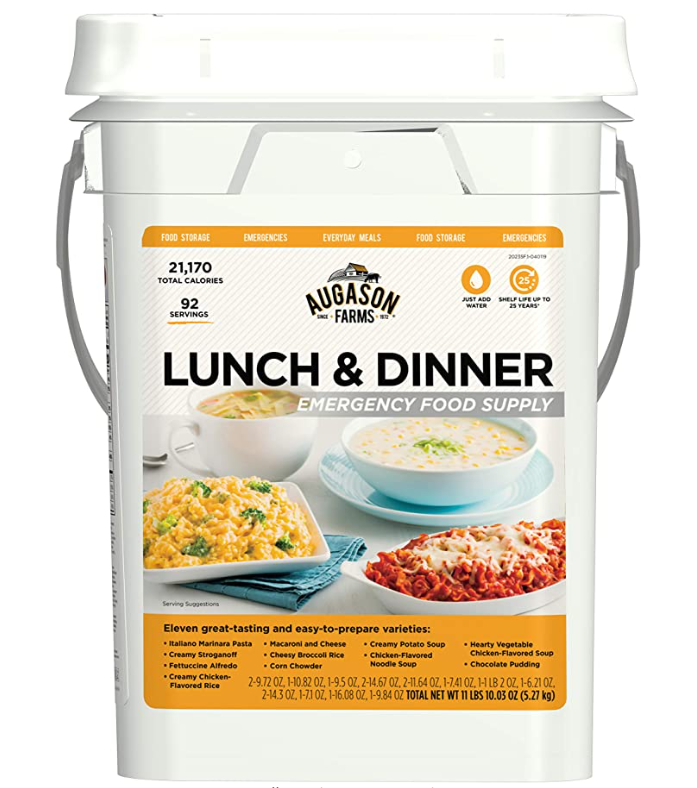 FOOD STORAGE EMERGENCIES EVERYDAY MEALS FOOD STORAGE EMERGENCIES
20235F1-040119
21,170
TOTAL CALORIES
92
SERVINGS
AUGASON
SINCE FARMS 1972
JUST ADD
WATER
25
SHELF LIFE UP TO
25 YEARS*
LUNCH & DINNER
EMERGENCY FOOD SUPPLY
Serving Suggestions
Eleven great-tasting and easy-to-prepare varieties:
• Italiano Marinara Pasta
• Creamy Stroganoff
• Fettuccine Alfredo
• Creamy Chicken-
Flavored Rice
• Macaroni and Cheese
• Cheesy Broccoli Rice
• Corn Chowder
• Creamy Potato Soup
• Chicken-Flavored
Noodle Soup
• Hearty Vegetable
Chicken-Flavored Soup
• Chocolate Pudding
2-9.72 OZ, 1-10.82 OZ, 1-9.5 OZ, 2-14.67 OZ, 2-11.64 OZ, 1-7.41 OZ, 1-1 LB 2 OZ, 1-6.21 OZ,
2-14.3 OZ, 1-7.1 OZ, 1-16.08 OZ, 1-9.84 OZ TOTAL NET WT 11 LBS 10.03 OZ (5.27 kg)